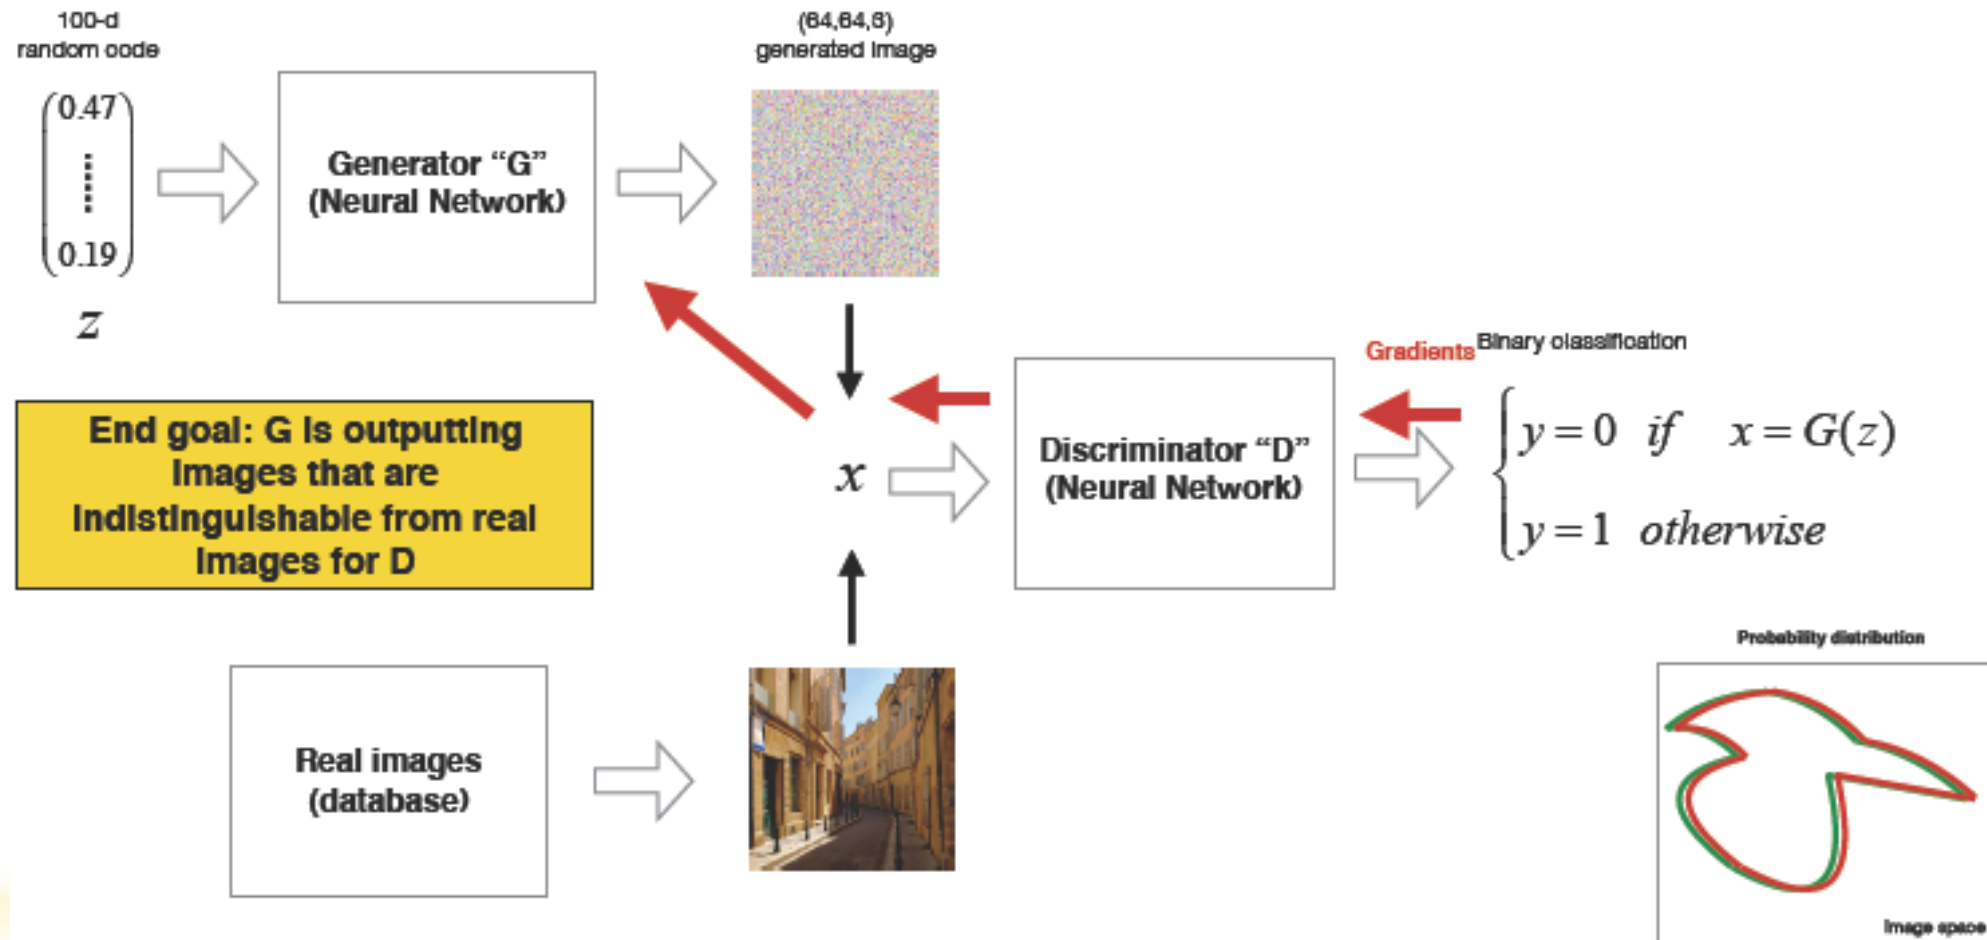 100-d
random code
(0.47
0.19)
z
Generator “G”
(Neural Network)
(64,64,3)
generated image
End goal: G is outputting
images that are
indistinguishable from real
images for D
x
Discriminator “D”
(Neural Network)
Gradients
Binary classification
y = 0 if x = G(z)
y = 1 otherwise
Real images
(database)
Probability distribution
Image space